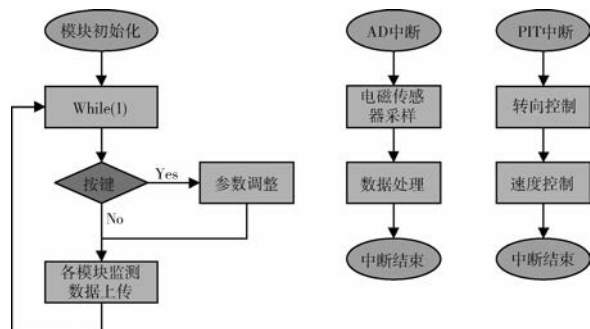 模块初始化
While(1)
按键
Yes
No
参数调整
各模块监测
数据上传
AD中断
电磁传感
器采样
数据处理
中断结束
PIT中断
转向控制
速度控制
中断结束